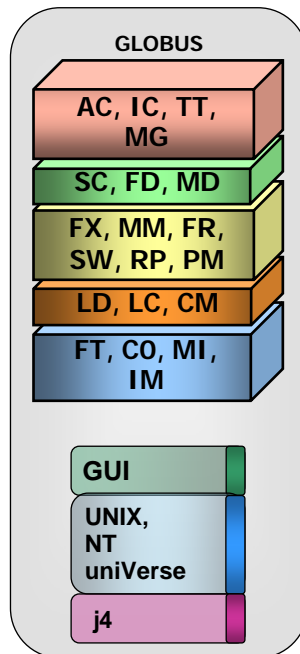 GLOBUS
AC, IC, TT,
MG
SC, FD, MD
FX, MM, FR,
SW, RP, PM
LD, LC, CM
FT, CO, MI,
IM
GUI
UNIX,
NT
uniVerse
j4